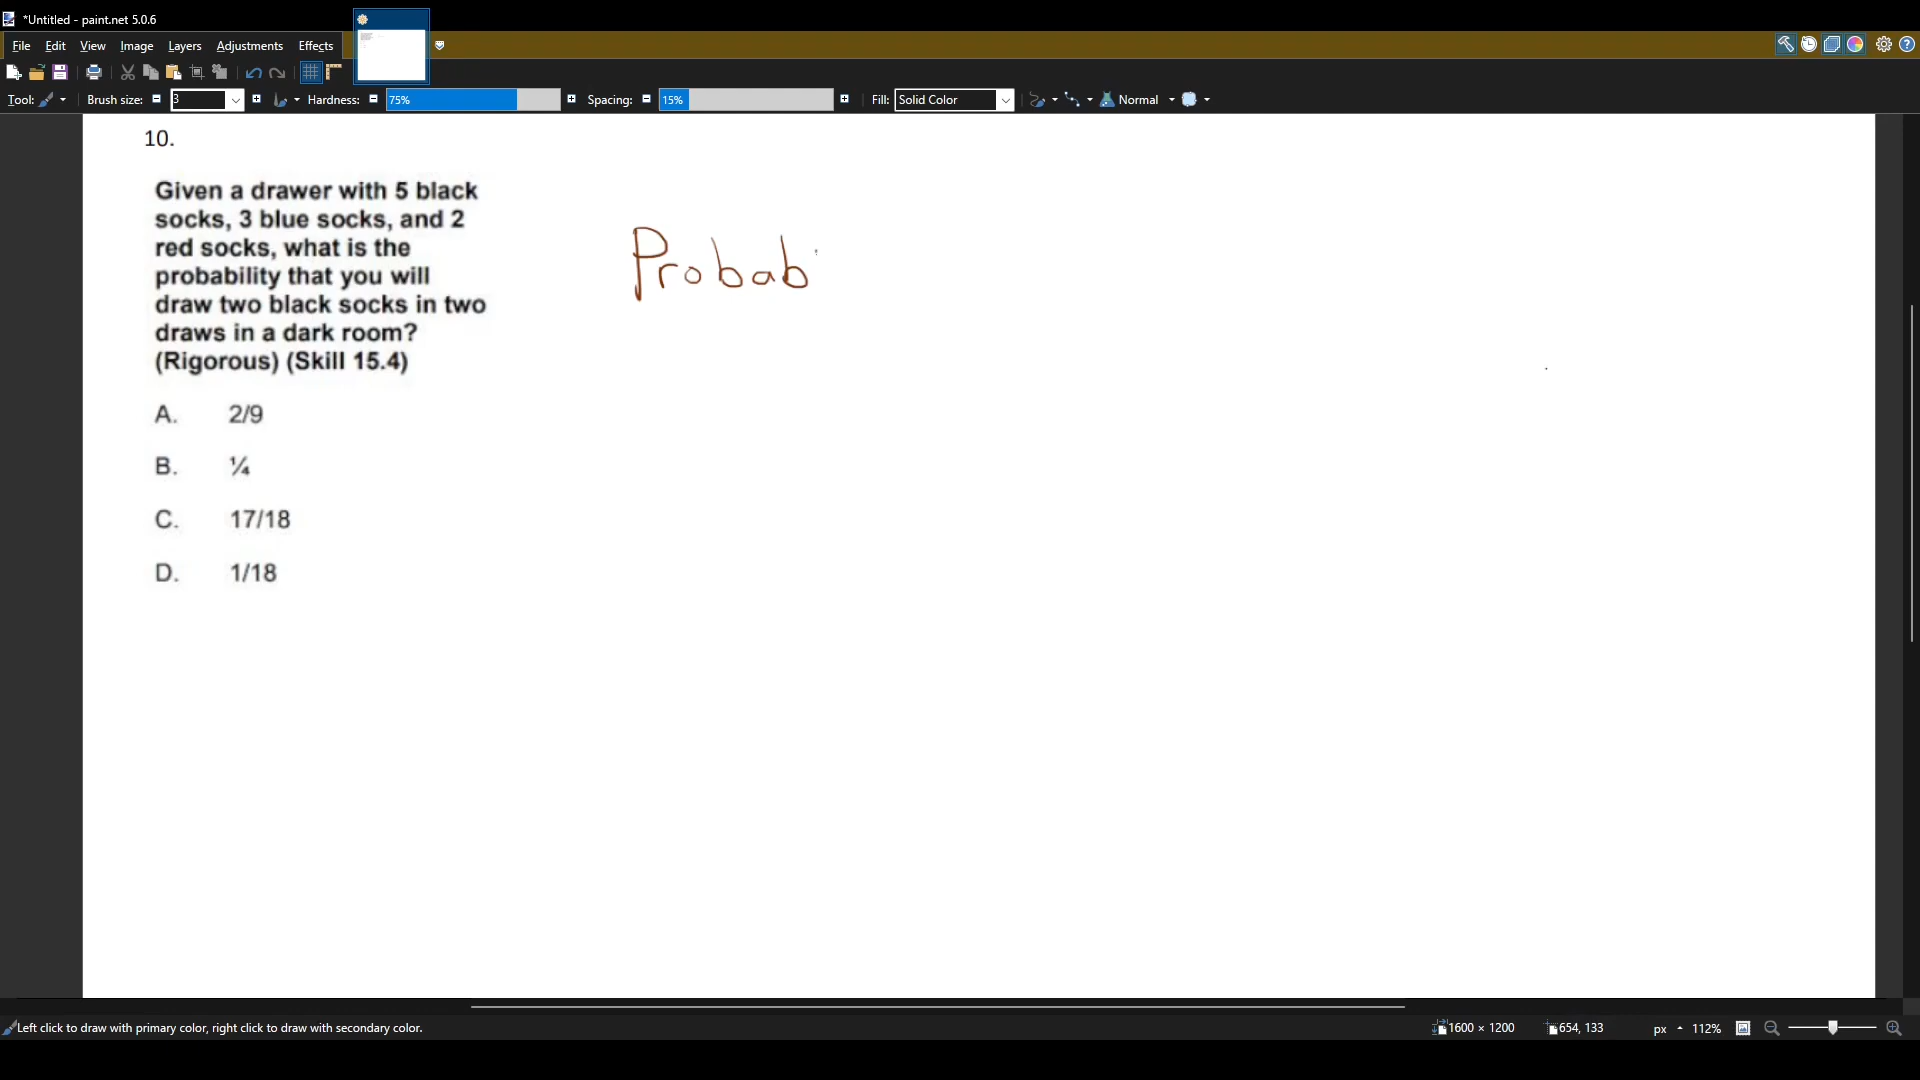 *Untitled - paint.net 5.0.6
File Edit View Image Layers Adjustments Effects
Tool: Brush size: 3 Hardness: 75% Spacing: 15% Fill: Solid Color Normal
10.
Given a drawer with 5 black
socks, 3 blue socks, and 2
red socks, what is the
probability that you will
draw two black socks in two
draws in a dark room?
(Rigorous) (Skill 15.4)
A. 2/9
B. ¼
C. 17/18
D. 1/18
Probab
Left click to draw with primary color, right click to draw with secondary color. 1600 × 1200 654, 133 px 112%